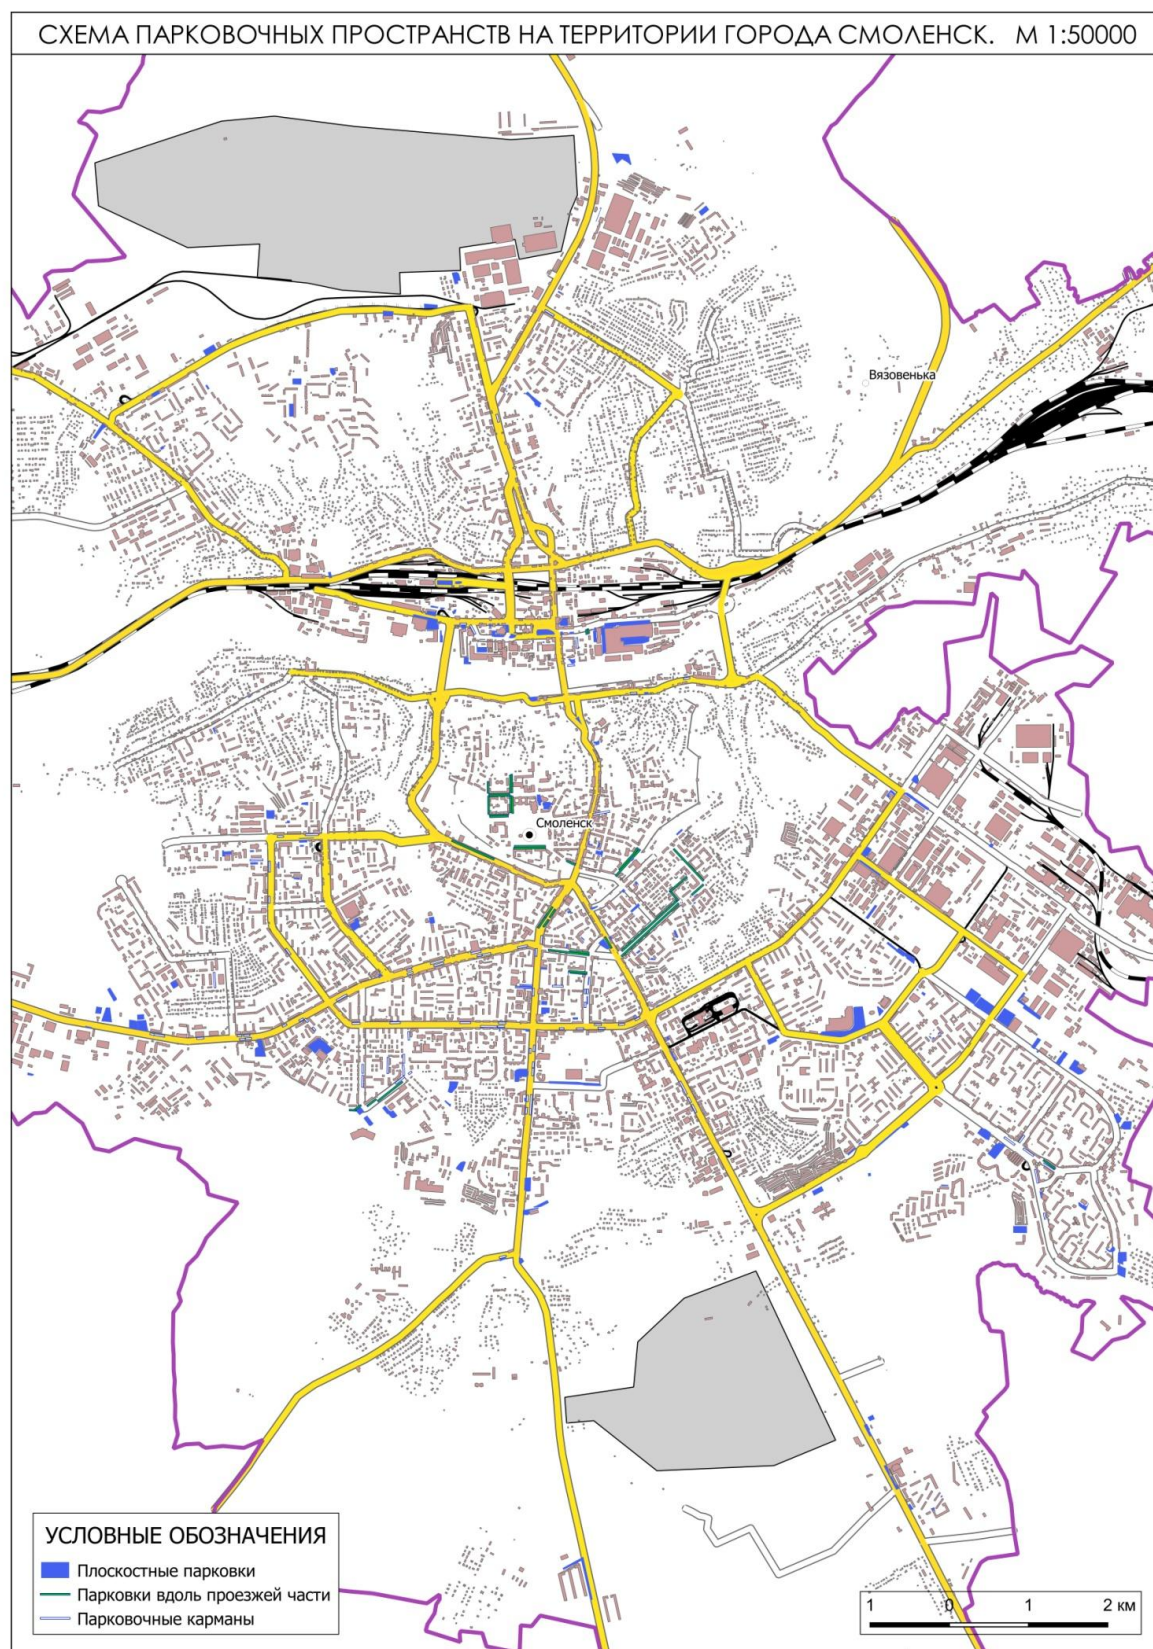 СХЕМА ПАРКОВОЧНЫХ ПРОСТРАНСТВ НА ТЕРРИТОРИИ ГОРОДА СМОЛЕНСК. М 1:50000
Вязовенька
Смоленск
УСЛОВНЫЕ ОБОЗНАЧЕНИЯ
Плоскостные парковки
Парковки вдоль проезжей части
Парковочные карманы
1 0 1 2 км